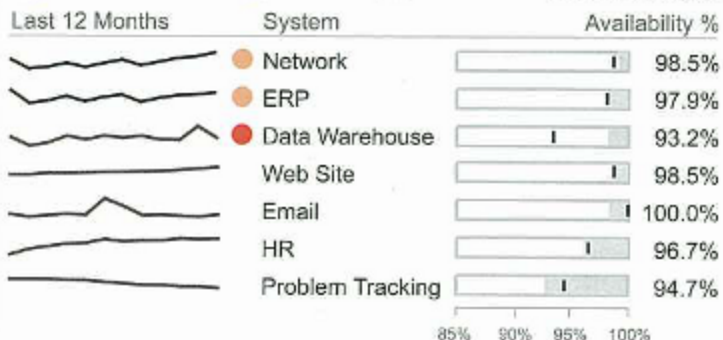 Last 12 Months System Availability %
Network 98.5%
ERP 97.9%
Data Warehouse 93.2%
Web Site 98.5%
Email 100.0%
HR 96.7%
Problem Tracking 94.7%
85% 90% 95% 100%